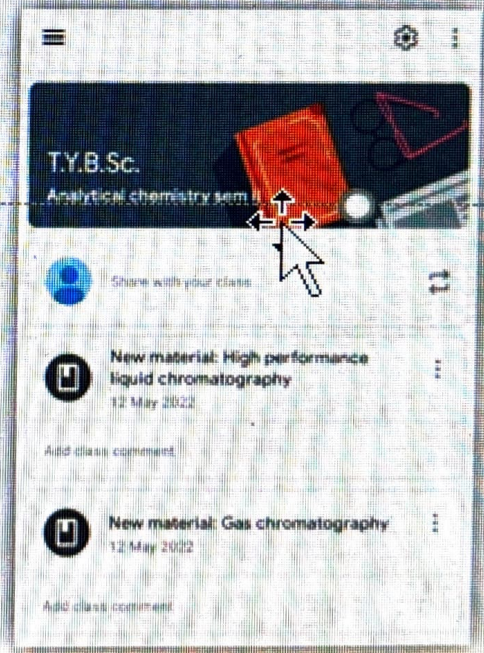 T.Y.B.Sc.
Analytical chemistry sem
Share with your class
New material: High performance
liquid chromatography
12 May 2022
Add class comment
New material: Gas chromatography
12 May 2022
Add class comment